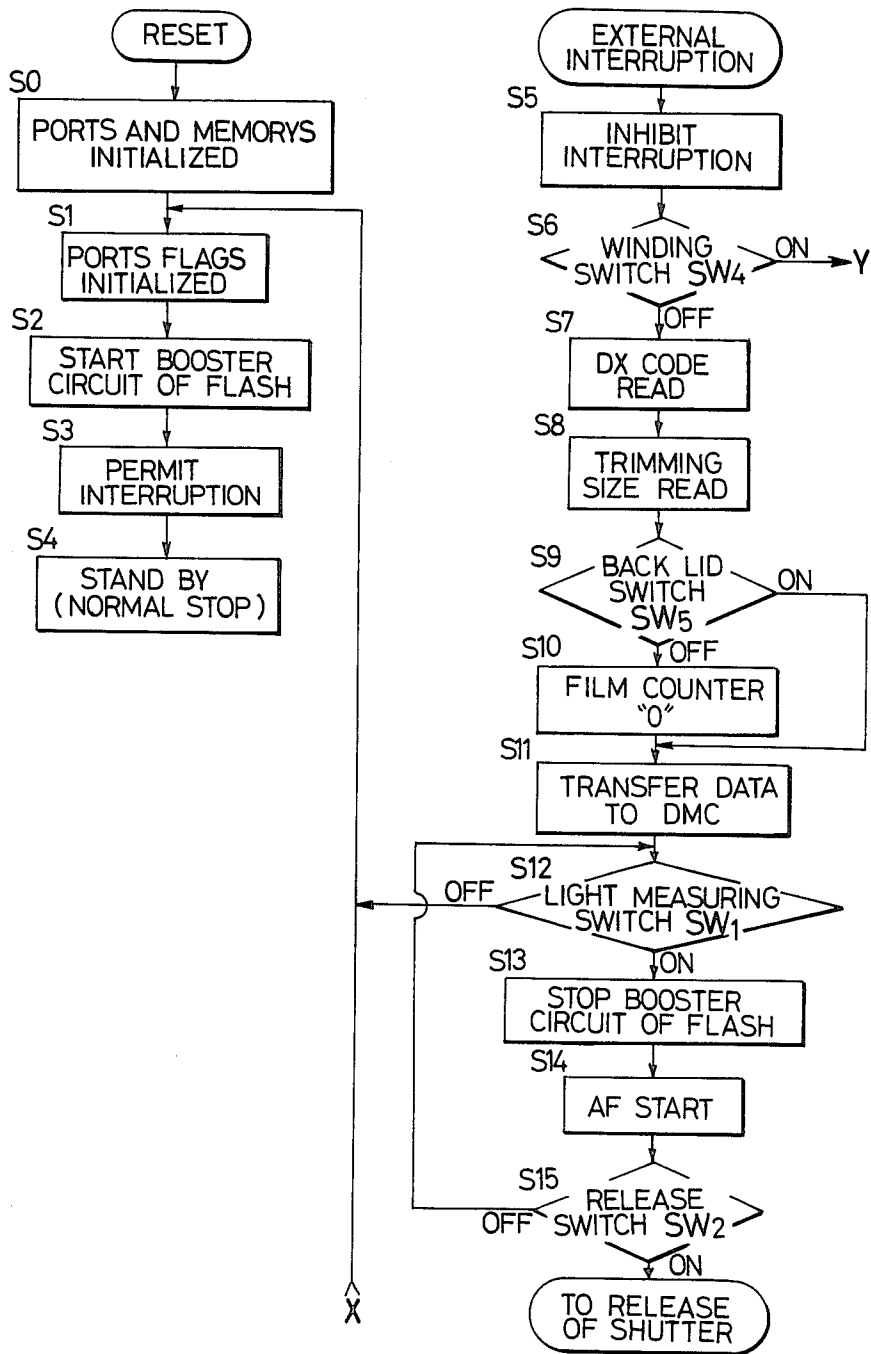 RESET
S0
PORTS AND MEMORYS
INITIALIZED
S1
PORTS FLAGS
INITIALIZED
S2
START BOOSTER
CIRCUIT OF FLASH
S3
PERMIT
INTERRUPTION
S4
STAND BY
(NORMAL STOP)
X
EXTERNAL
INTERRUPTION
S5
INHIBIT
INTERRUPTION
S6
WINDING
SWITCH SW4
ON
Y
OFF
S7
DX CODE
READ
S8
TRIMMING
SIZE READ
S9
BACK LID
SWITCH
SW5
ON
OFF
S10
FILM COUNTER
"0"
S11
TRANSFER DATA
TO DMC
S12
OFF
LIGHT MEASURING
SWITCH SW1
ON
S13
STOP BOOSTER
CIRCUIT OF FLASH
S14
AF START
S15
RELEASE
SWITCH SW2
OFF
ON
TO RELEASE
OF SHUTTER